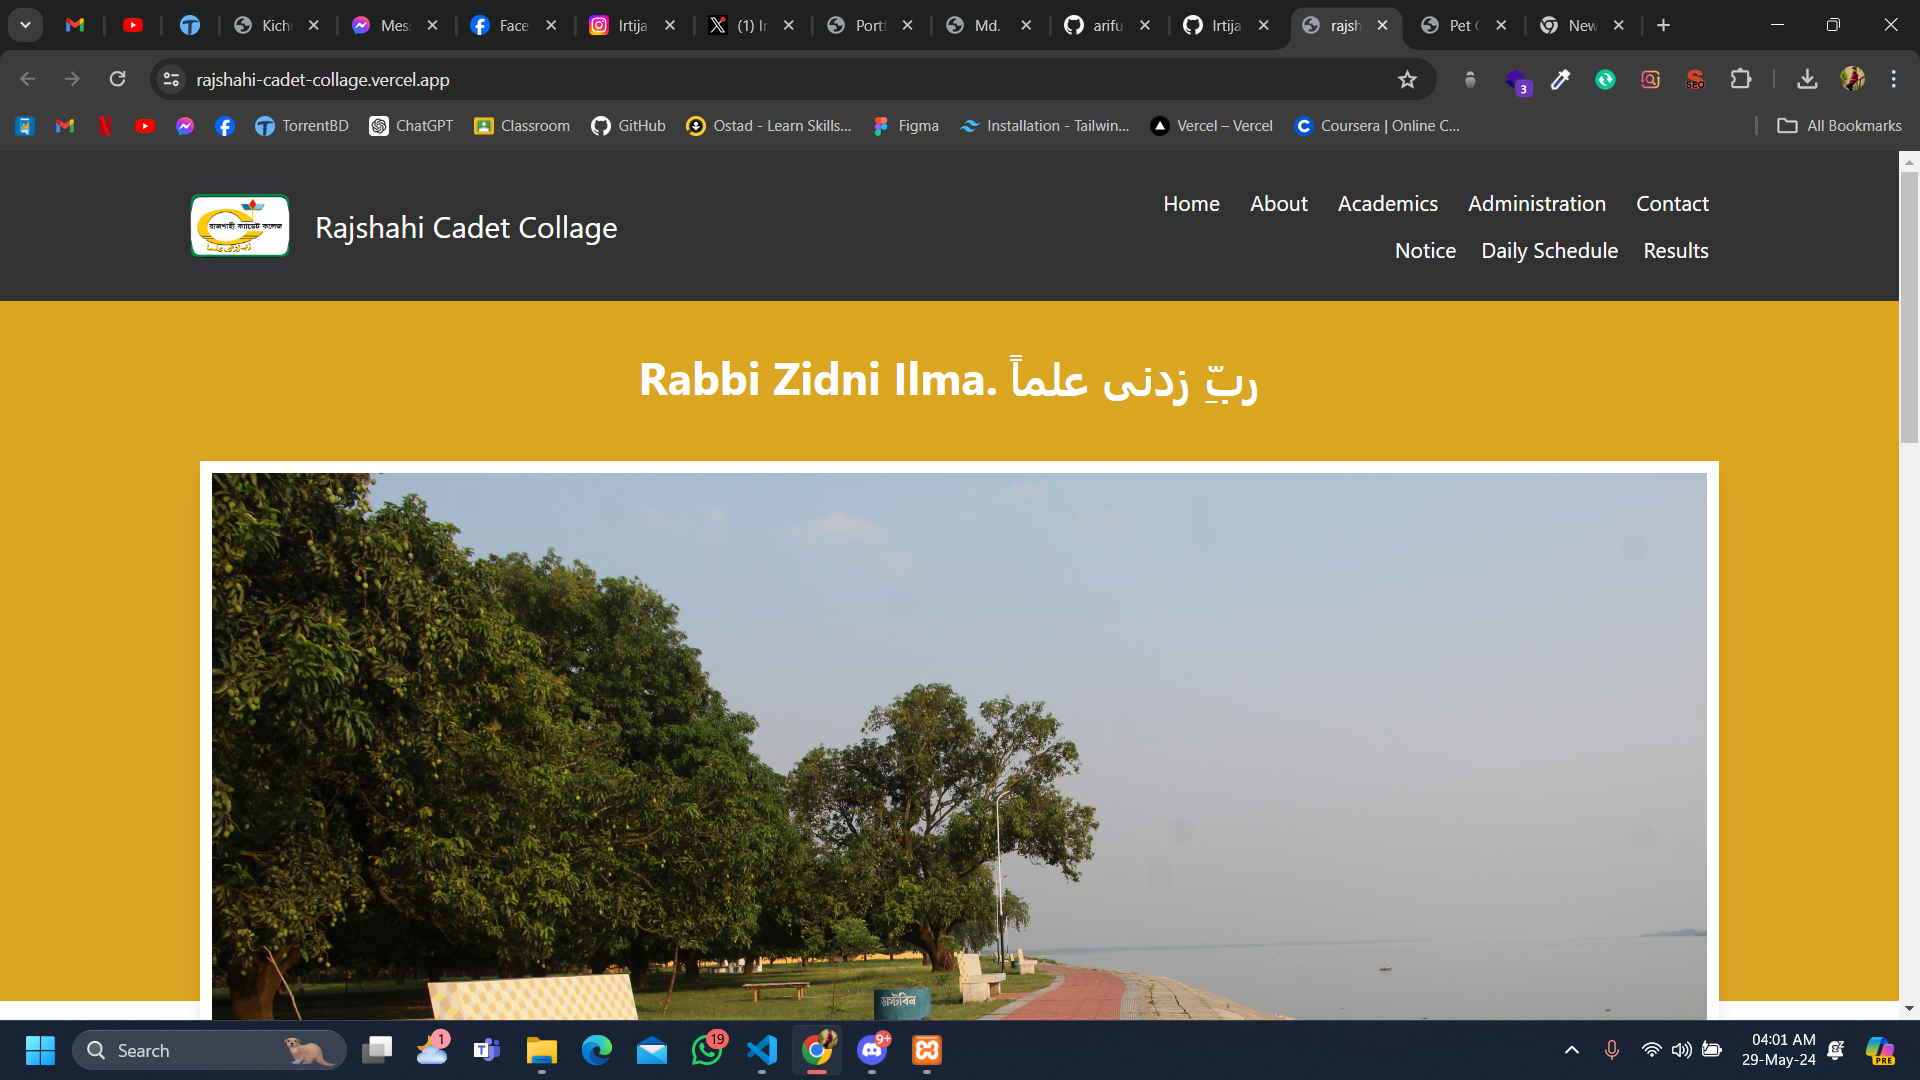 Kich
Mes
Face
Irtija
(1) Ir
Portf
Md.
arifu
Irtija
rajsh
Pet
New
rajshahi-cadet-collage.vercel.app
3
TorrentBD
ChatGPT
Classroom
GitHub
Ostad - Learn Skills...
Figma
Installation - Tailwin...
Vercel – Vercel
Coursera | Online C...
All Bookmarks
রাজশাহী ক্যাডেট কলেজ
Rajshahi Cadet Collage
Home About Academics Administration Contact
Notice Daily Schedule Results
Rabbi Zidni Ilma. ربِّ زدنی علماً
ডাস্টবিন
Search
1
19
9+
04:01 AM
29-May-24
PRE